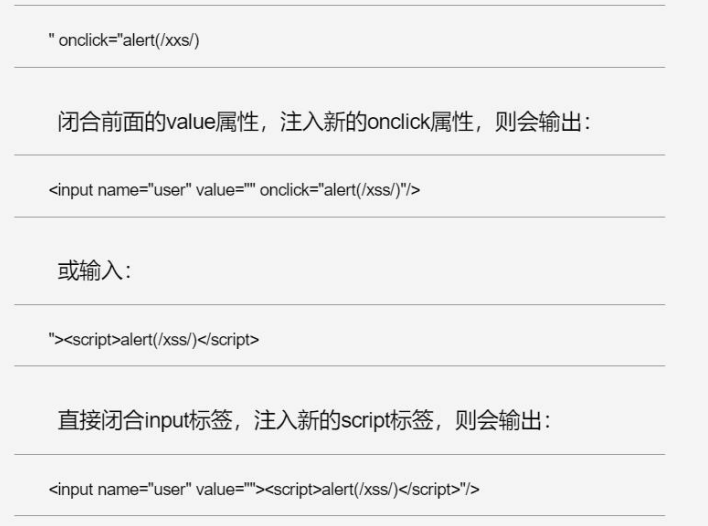 " onclick="alert(/xxs/)
闭合前面的value属性，注入新的onclick属性，则会输出：
<input name="user" value="" onclick="alert(/xss/)"/>
或输入：
"><script>alert(/xss/)</script>
直接闭合input标签，注入新的script标签，则会输出：
<input name="user" value=""><script>alert(/xss/)</script>"/>